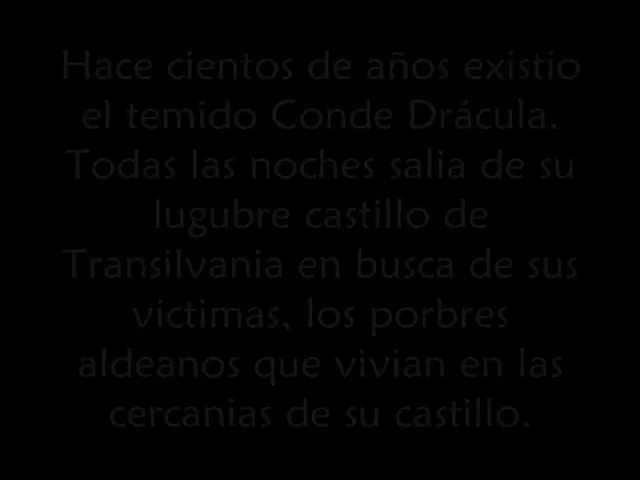 Hace cientos de años existio
el temido Conde Drácula.
Todas las noches salia de su
lugubre castillo de
Transilvania en busca de sus
victimas, los porbres
aldeanos que vivian en las
cercanias de su castillo.